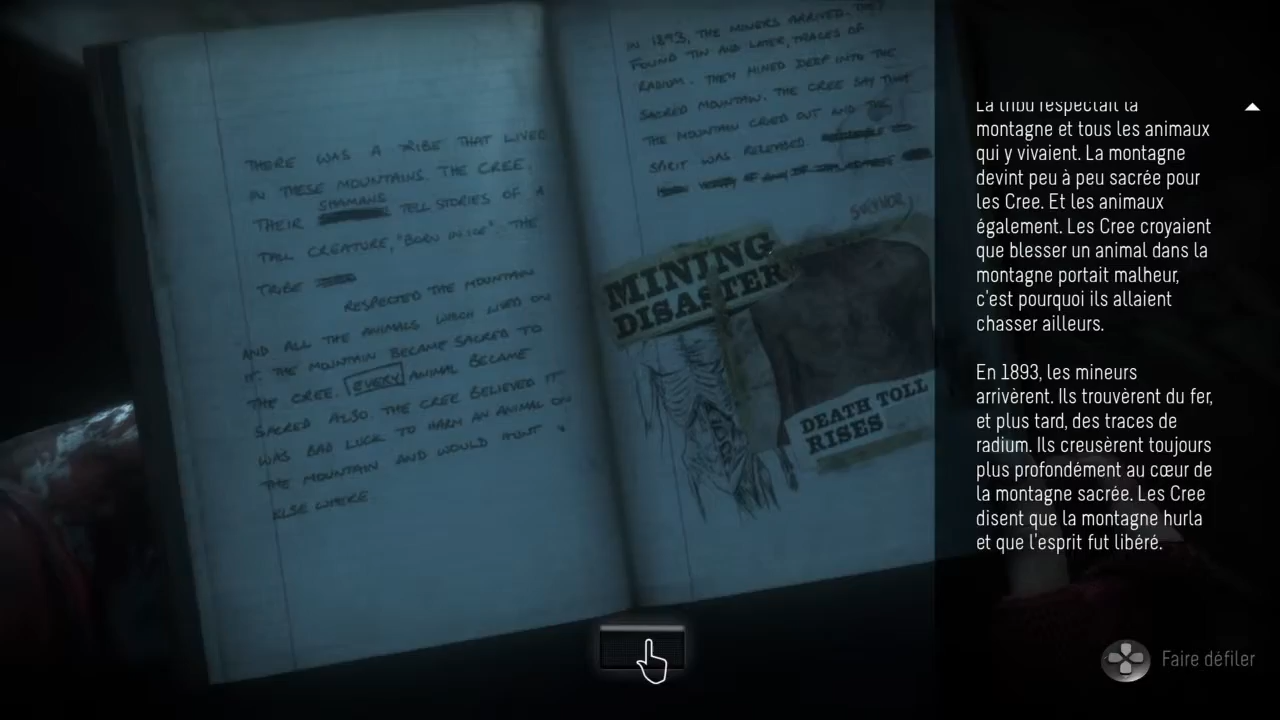 THERE WAS A TRIBE THAT LIVED
IN THESE MOUNTAINS. THE CREE.
SHAMANS
THEIR TELL STORIES OF A
TALL CREATURE, "BORN IN ICE". THE
TRIBE
RESPECTED THE MOUNTAIN
AND ALL THE ANIMALS WHICH LIVED ON
IT. THE MOUNTAIN BECAME SACRED TO
THE CREE. EVERY ANIMAL BECAME
SACRED ALSO. THE CREE BELIEVED IT
WAS BAD LUCK TO HARM AN ANIMAL ON
THE MOUNTAIN AND WOULD HUNT
ELSE WHERE.
IN 1893, THE MINERS ARRIVED. THEY
FOUND TIN AND LATER, TRACES OF
RADIUM. THEY MINED DEEP INTO THE
SACRED MOUNTAIN. THE CREE SAY THAT
THE MOUNTAIN CRIED OUT AND THE
SPIRIT WAS RELEASED.
SURVIVOR
MINING
DISASTER
DEATH TOLL
RISES
La tribu respectait la
montagne et tous les animaux
qui y vivaient. La montagne
devint peu à peu sacrée pour
les Cree. Et les animaux
également. Les Cree croyaient
que blesser un animal dans la
montagne portait malheur,
c'est pourquoi ils allaient
chasser ailleurs.
En 1893, les mineurs
arrivèrent. Ils trouvèrent du fer,
et plus tard, des traces de
radium. Ils creusèrent toujours
plus profondément au cœur de
la montagne sacrée. Les Cree
disent que la montagne hurla
et que l'esprit fut libéré.
Faire défiler